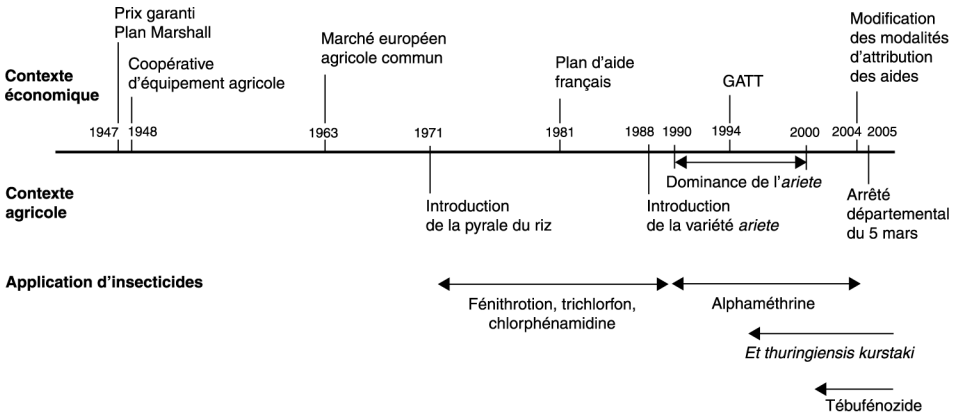 Prix garanti
Plan Marshall
Coopérative
d'équipement agricole
Marché européen
agricole commun
Plan d'aide
français
GATT
Modification
des modalités
d'attribution
des aides
Contexte
économique
1947 1948 1963 1971 1981 1988 1990 1994 2000 2004 2005
Contexte
agricole
Introduction
de la pyrale du riz
Dominance de l'ariete
Introduction
de la variété ariete
Arrêté
départemental
du 5 mars
Application d'insecticides
Fénithrotion, trichlorfon,
chlorphénamidine
Alphaméthrine
Et thuringiensis kurstaki
Tébufénozide